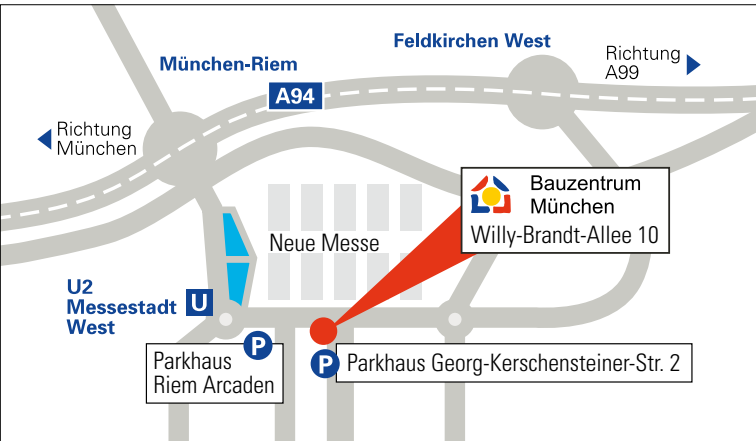 Feldkirchen West
Richtung
A99
München-Riem
A94
Richtung
München
Bauzentrum
München
Willy-Brandt-Allee 10
Neue Messe
U2
Messestadt
West
U
P
Parkhaus
Riem Arcaden
P
Parkhaus Georg-Kerschensteiner-Str. 2